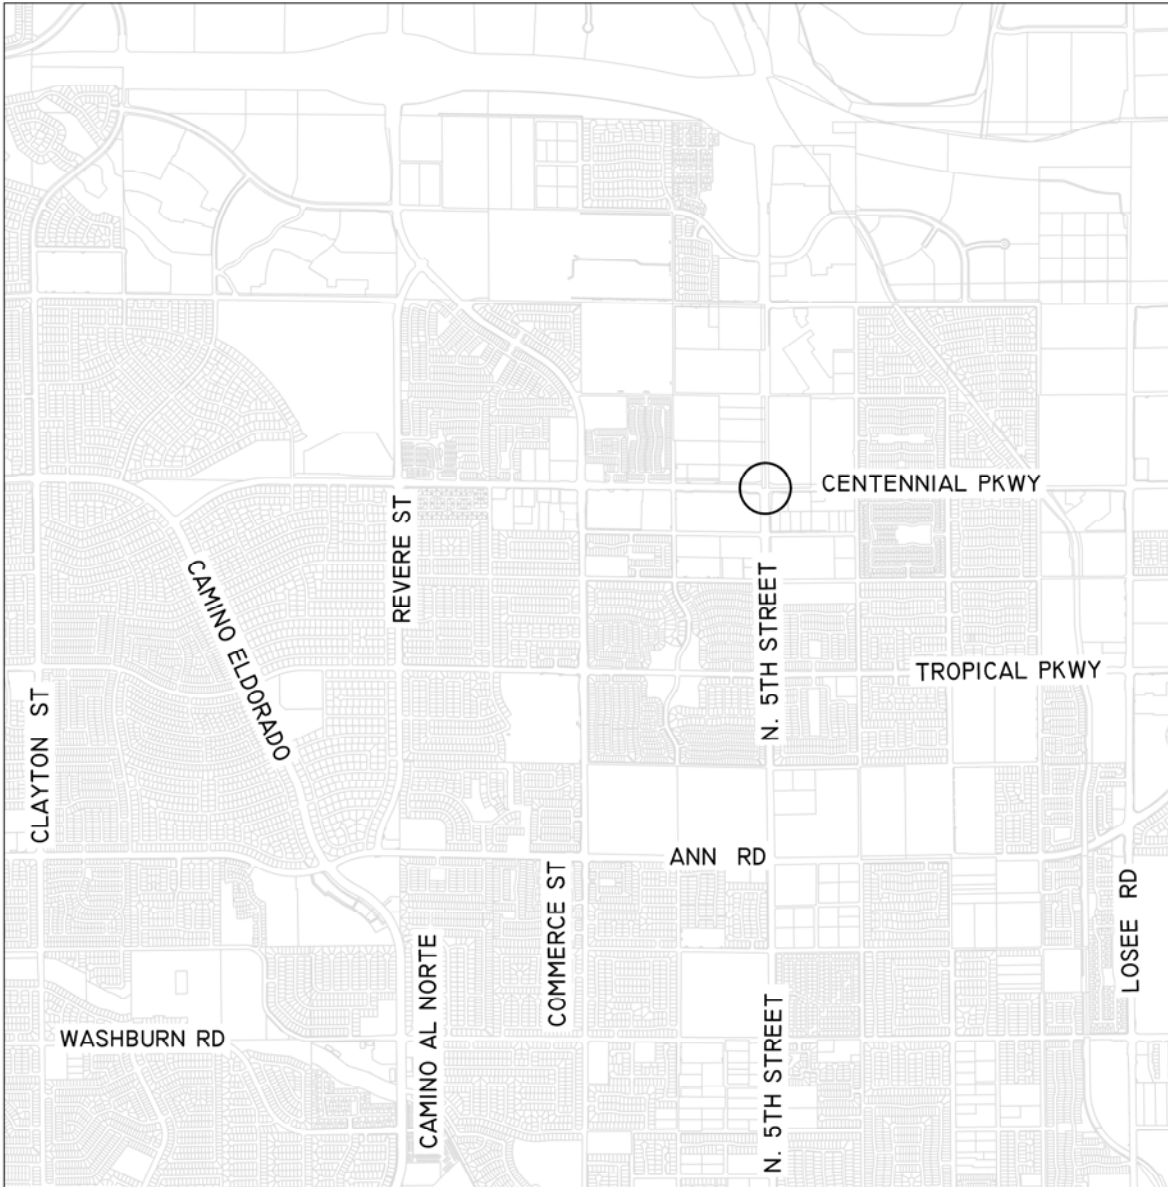 CENTENNIAL PKWY
REVERE ST
CAMINO ELDORADO
N. 5TH STREET
TROPICAL PKWY
CLAYTON ST
ANN RD
COMMERCE ST
LOSEE RD
CAMINO AL NORTE
WASHBURN RD
N. 5TH STREET